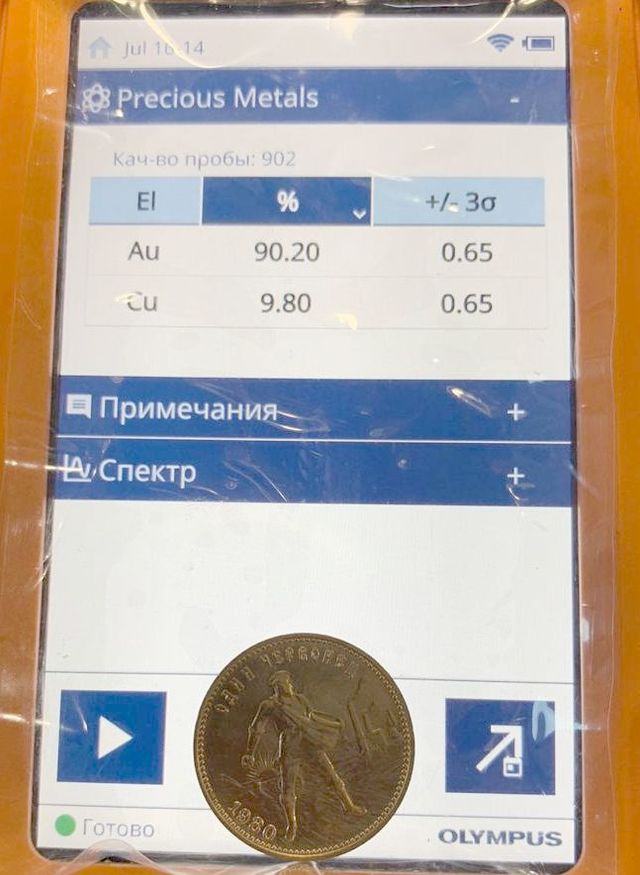 Jul 16 14
Precious Metals -
Кач-во пробы: 902
El % +/- 3σ
Au 90.20 0.65
Cu 9.80 0.65
Примечания +
Спектр +
ОДИН ЧЕРВОНЕЦ
1980
Готово
OLYMPUS